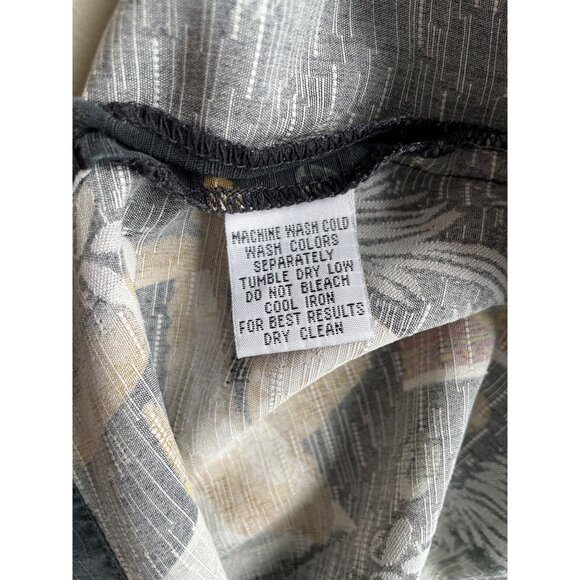 MACHINE WASH COLD
WASH COLORS
SEPARATELY
TUMBLE DRY LOW
DO NOT BLEACH
COOL IRON
FOR BEST RESULTS
DRY CLEAN